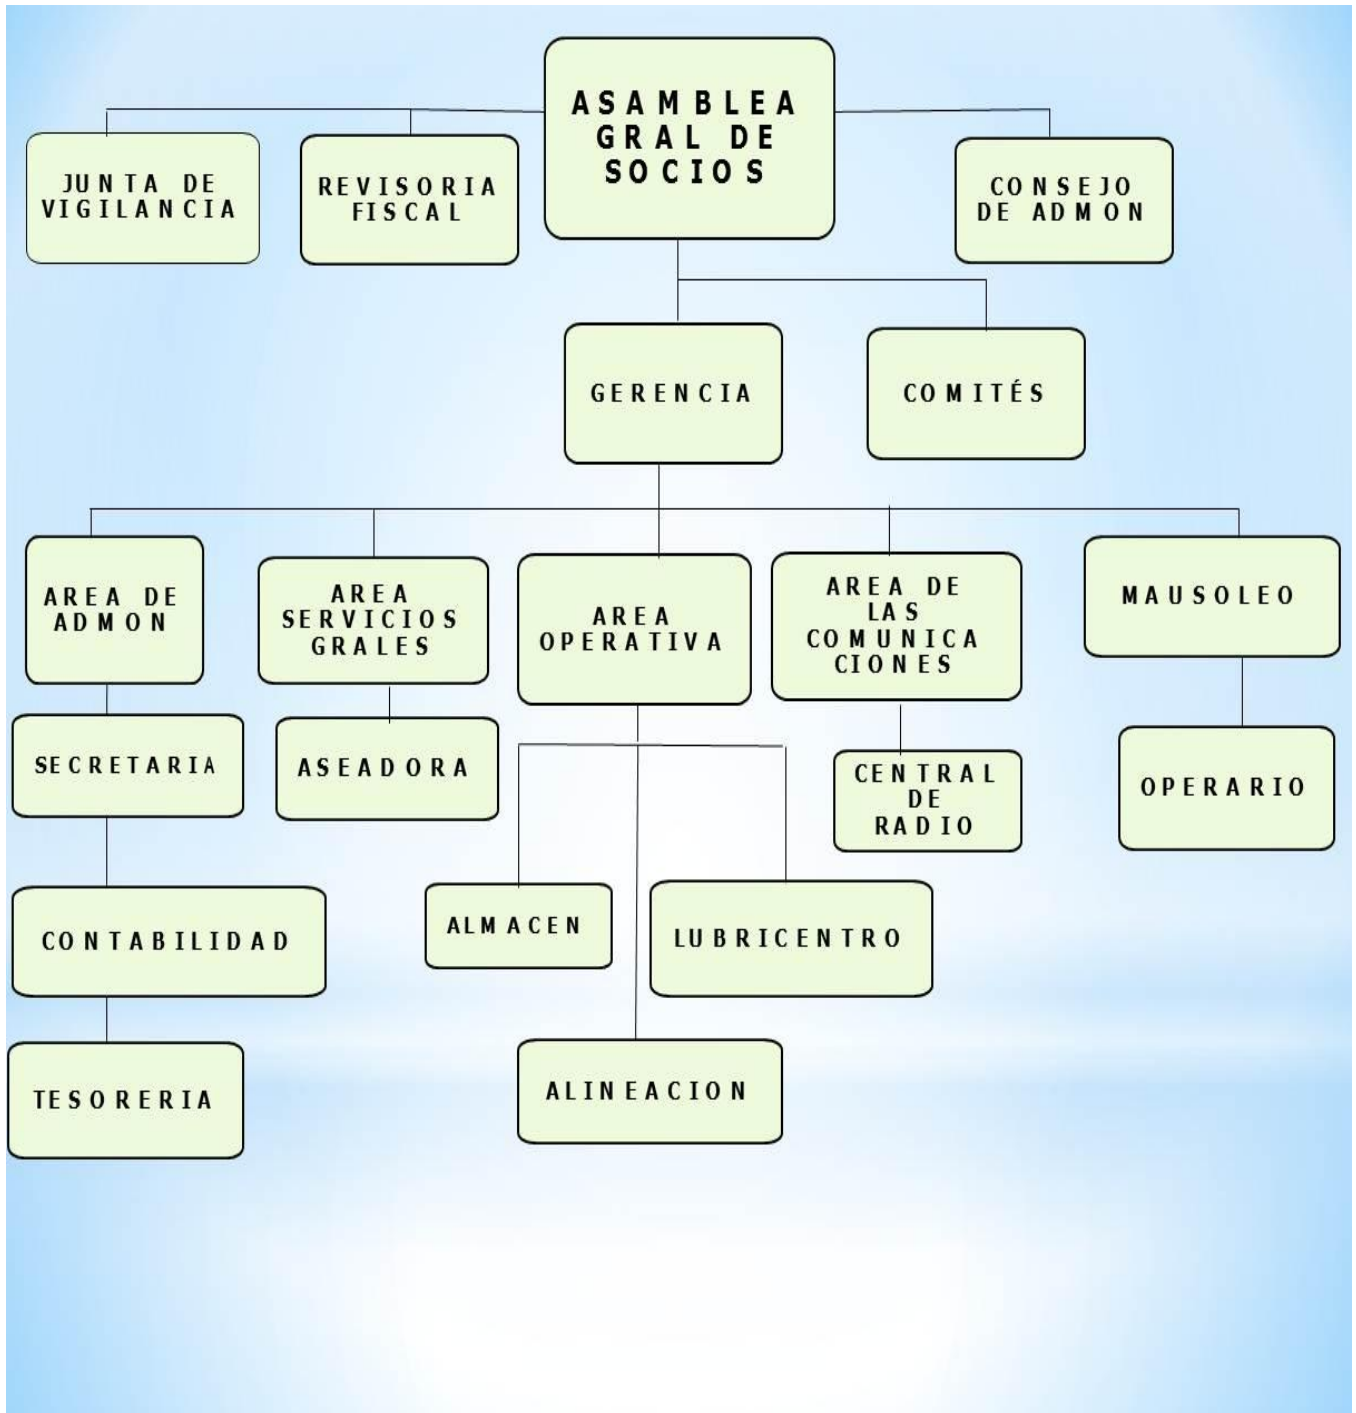 ASAMBLEA
GRAL DE
SOCIOS
JUNTA DE
VIGILANCIA
REVISORIA
FISCAL
CONSEJO
DE ADMON
GERENCIA
COMITÉS
AREA DE
ADMON
AREA
SERVICIOS
GRALES
AREA
OPERATIVA
AREA DE
LAS
COMUNICA
CIONES
MAUSOLEO
SECRETARIA
ASEADORA
CENTRAL
DE
RADIO
OPERARIO
CONTABILIDAD
ALMACEN
LUBRICENTRO
TESORERIA
ALINEACION